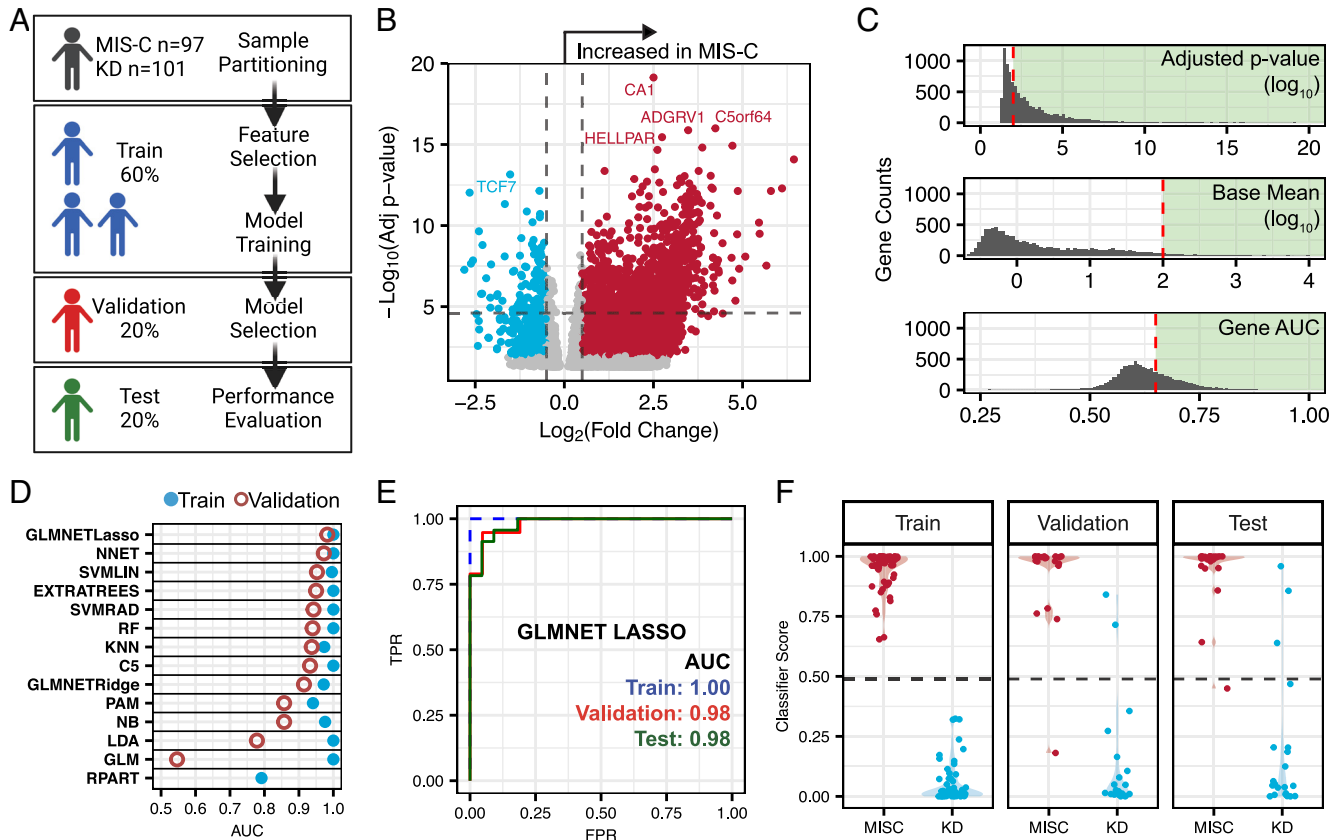 A
MIS-C n=97
KD n=101
Sample
Partitioning
Train
60%
Feature
Selection
Model
Training
Validation
20%
Model
Selection
Test
20%
Performance
Evaluation
B
Increased in MIS-C
20
15
10
5
CA1
ADGRV1
C5orf64
HELLPAR
TCF7
−2.5
0.0
2.5
5.0
Log2(Fold Change)
−Log10(Adj p-value)
C
Gene Counts
1000
500
0
Adjusted p-value
(log10)
0
5
10
15
20
1000
500
0
Base Mean
(log10)
0
1
2
3
4
1000
500
0
Gene AUC
0.25
0.50
0.75
1.00
D
Train
Validation
GLMNETLasso
NNET
SVMLIN
EXTRATREES
SVMRAD
RF
KNN
C5
GLMNETRidge
PAM
NB
LDA
GLM
RPART
0.5
0.6
0.7
0.8
0.9
1.0
AUC
E
TPR
1.00
0.75
0.50
0.25
0.00
GLMNET LASSO
AUC
Train: 1.00
Validation: 0.98
Test: 0.98
0.00
0.25
0.50
0.75
1.00
FPR
F
Train
Validation
Test
Classifier Score
1.00
0.75
0.50
0.25
0.00
MISC
KD
MISC
KD
MISC
KD